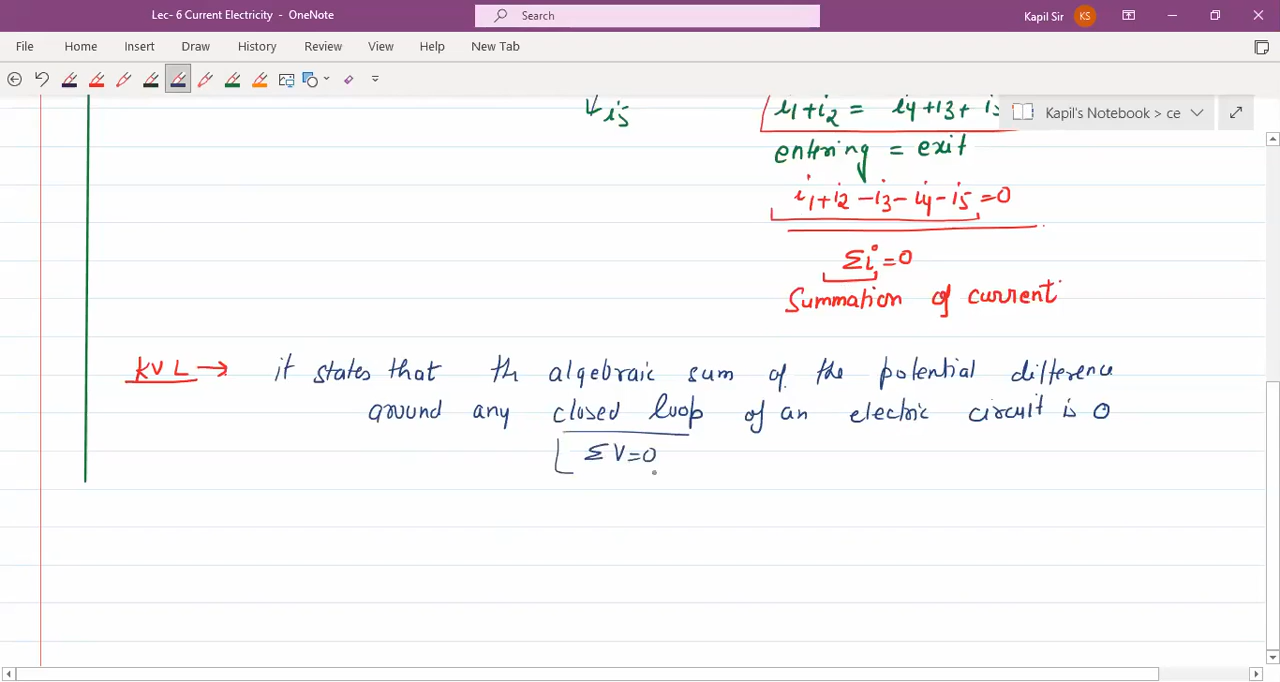 Lec- 6 Current Electricity - OneNote
Search
Kapil Sir KS
File Home Insert Draw History Review View Help New Tab
Kapil's Notebook > ce
i5
i1+i2 = i4+i3+i5
entering = exit
i1+i2-i3-i4-i5=0
Σi=0
Summation of current
KVL→ it states that th algebraic sum of the potential difference
around any closed loop of an electric circuit is 0
ΣV=0